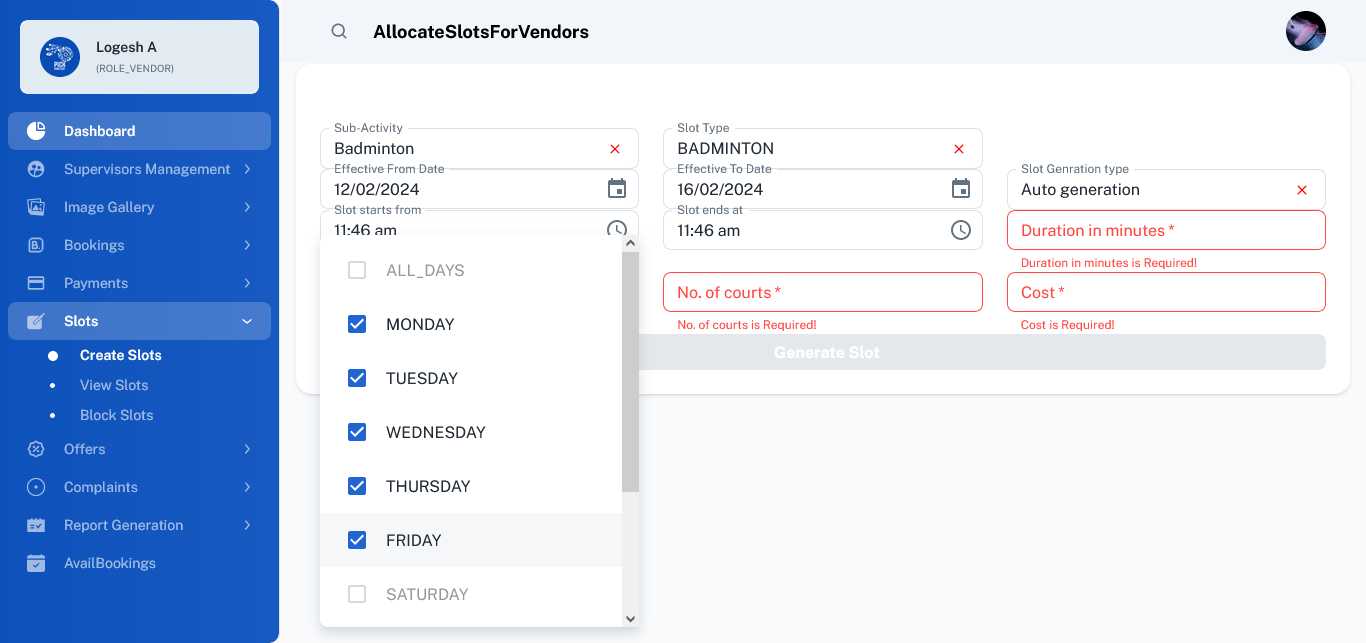 Logesh A
(ROLE_VENDOR)
Dashboard
Supervisors Management
Image Gallery
Bookings
Payments
Slots
Create Slots
View Slots
Block Slots
Offers
Complaints
Report Generation
AvailBookings
AllocateSlotsForVendors
Sub-Activity
Badminton
Slot Type
BADMINTON
Effective From Date
12/02/2024
Effective To Date
16/02/2024
Slot Genration type
Auto generation
Slot starts from
11:46 am
Slot ends at
11:46 am
Duration in minutes *
Duration in minutes is Required!
No. of courts *
No. of courts is Required!
Cost *
Cost is Required!
Generate Slot
ALL_DAYS
MONDAY
TUESDAY
WEDNESDAY
THURSDAY
FRIDAY
SATURDAY